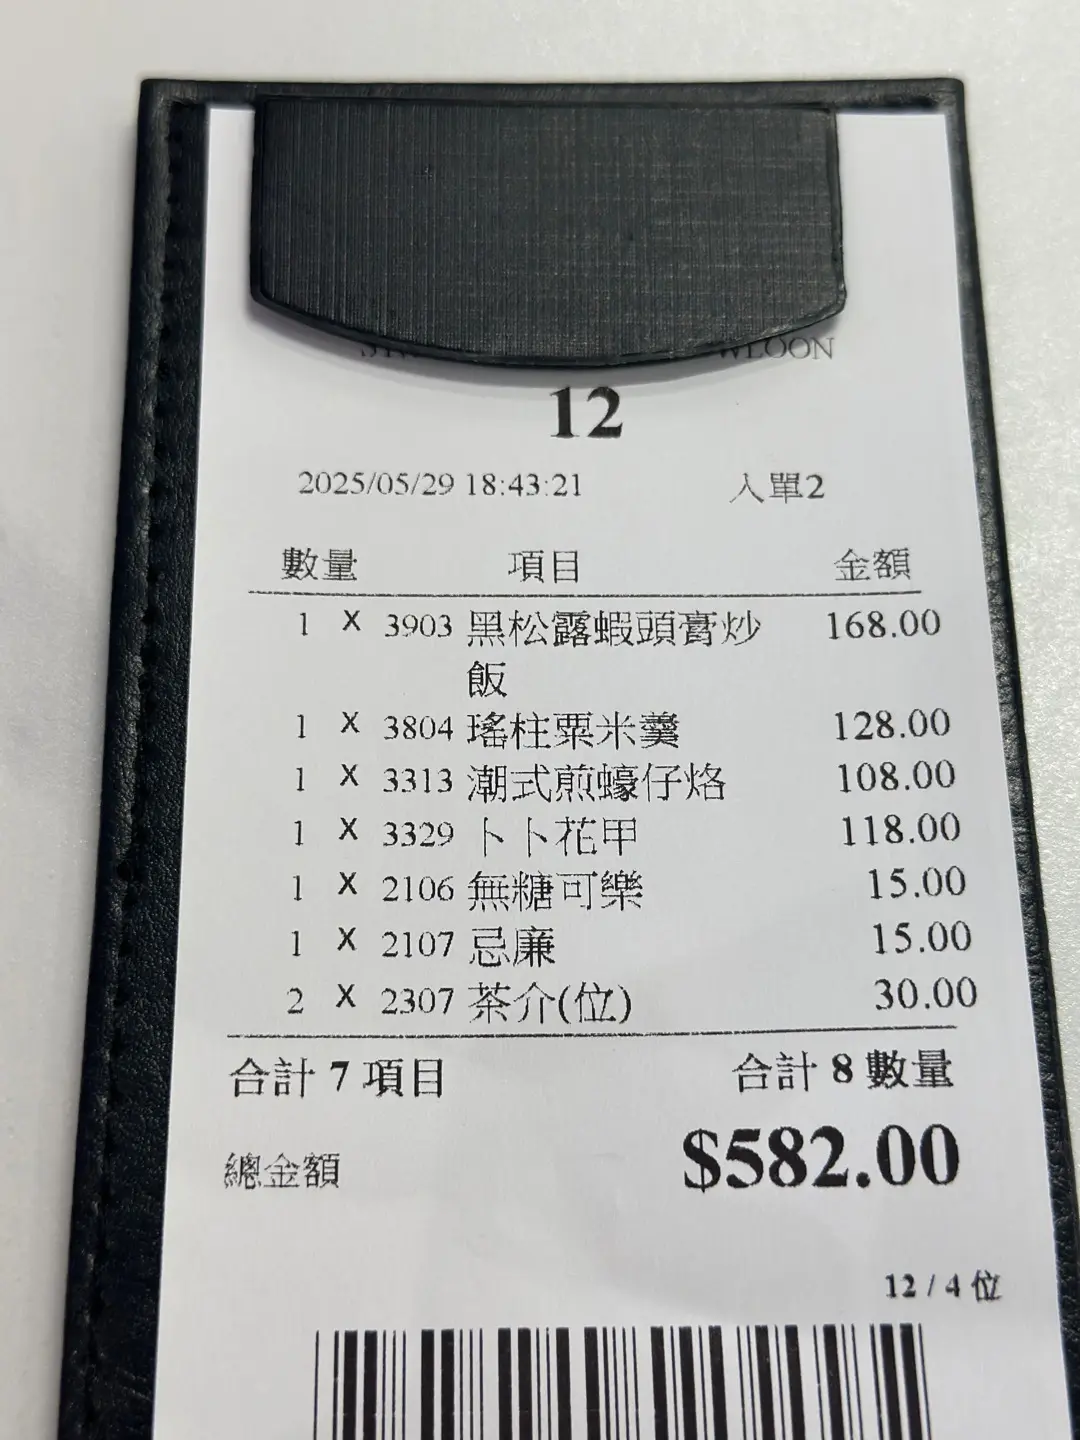 WLOON
12
2025/05/29 18:43:21 入單2
數量 項目 金額
1 X 3903 黑松露蝦頭膏炒 168.00
飯
1 X 3804 瑤柱粟米羹 128.00
1 X 3313 潮式煎蠔仔烙 108.00
1 X 3329 卜卜花甲 118.00
1 X 2106 無糖可樂 15.00
1 X 2107 忌廉 15.00
2 X 2307 茶介(位) 30.00
合計 7 項目 合計 8 數量
總金額 $582.00
12 / 4 位